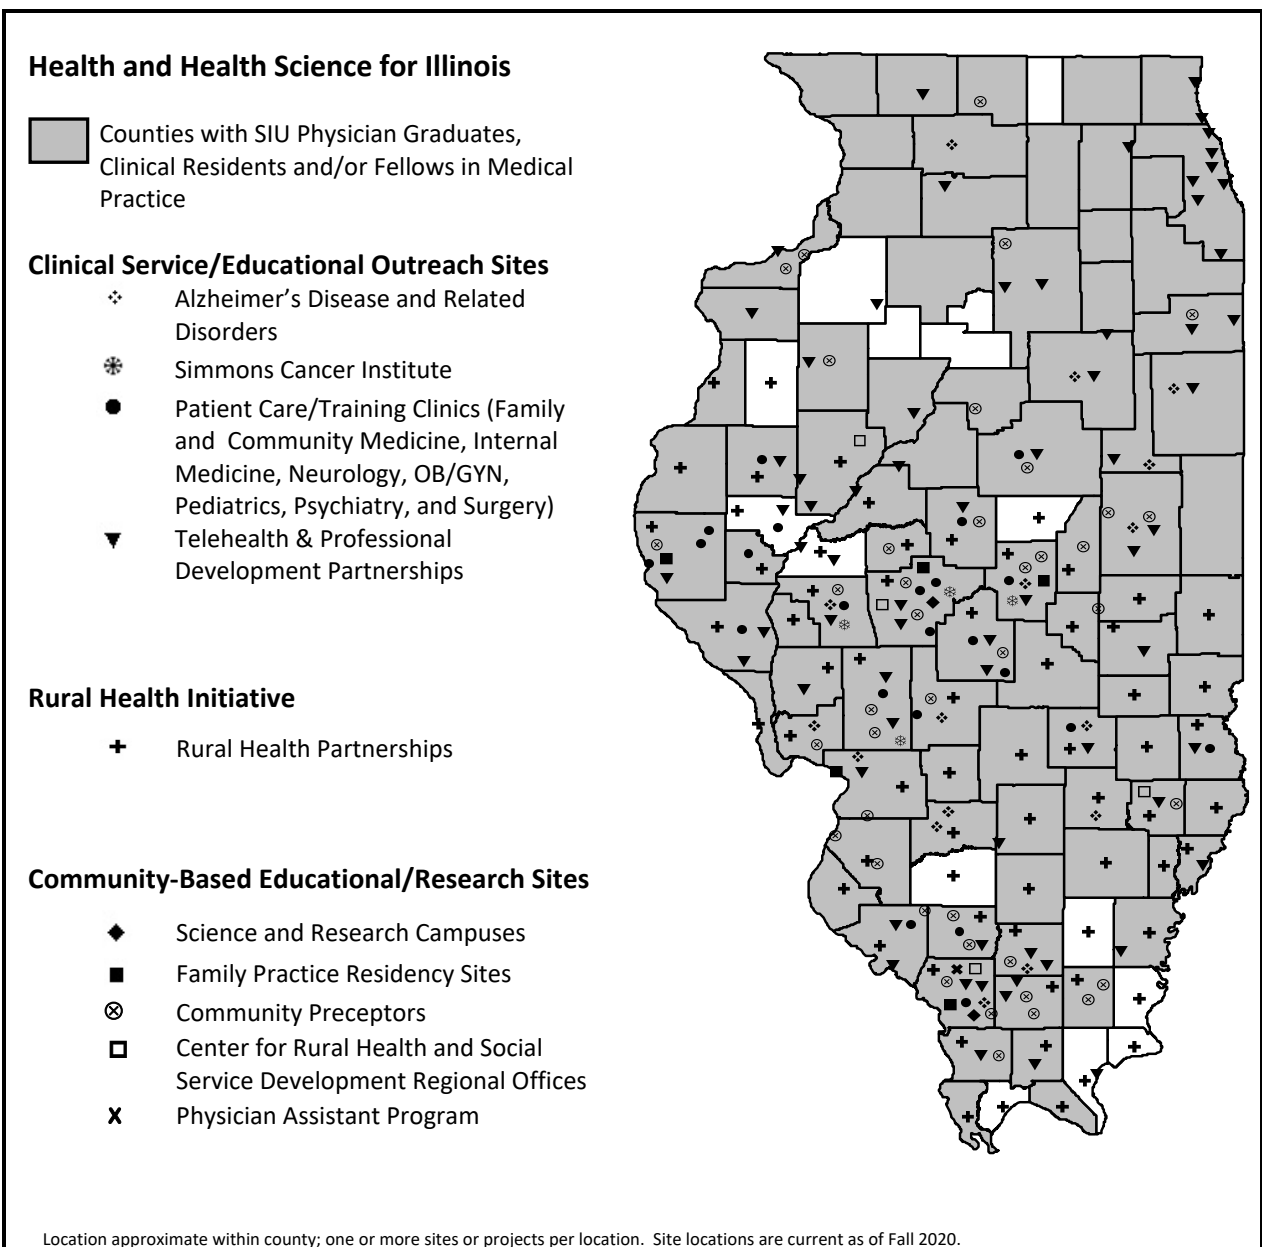 Health and Health Science for Illinois
Counties with SIU Physician Graduates,
Clinical Residents and/or Fellows in Medical
Practice
Clinical Service/Educational Outreach Sites
Alzheimer’s Disease and Related
Disorders
Simmons Cancer Institute
Patient Care/Training Clinics (Family
and  Community Medicine, Internal
Medicine, Neurology, OB/GYN,
Pediatrics, Psychiatry, and Surgery)
Telehealth & Professional
Development Partnerships
Rural Health Initiative
Rural Health Partnerships
Community-Based Educational/Research Sites
Science and Research Campuses
Family Practice Residency Sites
Community Preceptors
Center for Rural Health and Social
Service Development Regional Offices
Physician Assistant Program
Location approximate within county; one or more sites or projects per location.  Site locations are current as of Fall 2020.